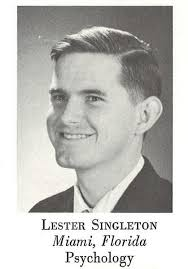 LESTER SINGLETON
Miami, Florida
Psychology